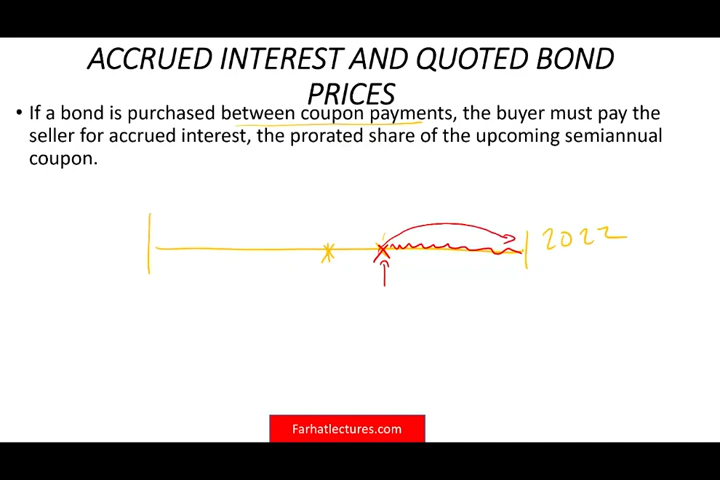 ACCRUED INTEREST AND QUOTED BOND
PRICES
• If a bond is purchased between coupon payments, the buyer must pay the
seller for accrued interest, the prorated share of the upcoming semiannual
coupon.
2022
Farhatlectures.com